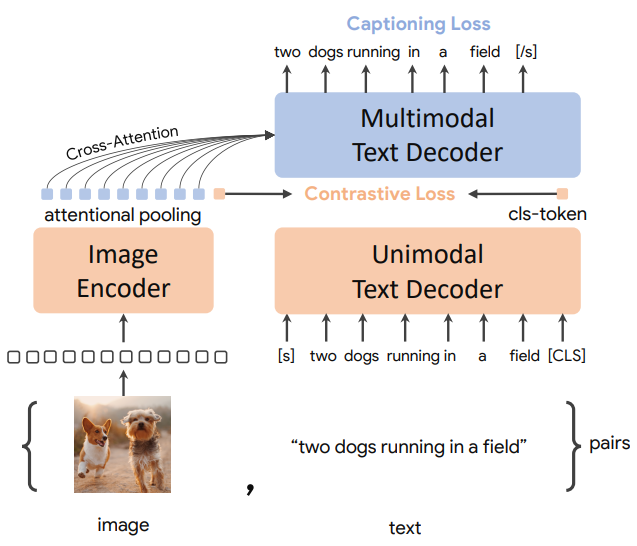 Captioning Loss
two dogs running in a field [/s]
Multimodal
Text Decoder
Cross-Attention
Contrastive Loss
attentional pooling
cls-token
Image
Encoder
Unimodal
Text Decoder
[s] two dogs running in a field [CLS]
“two dogs running in a field”
pairs
,
image
text